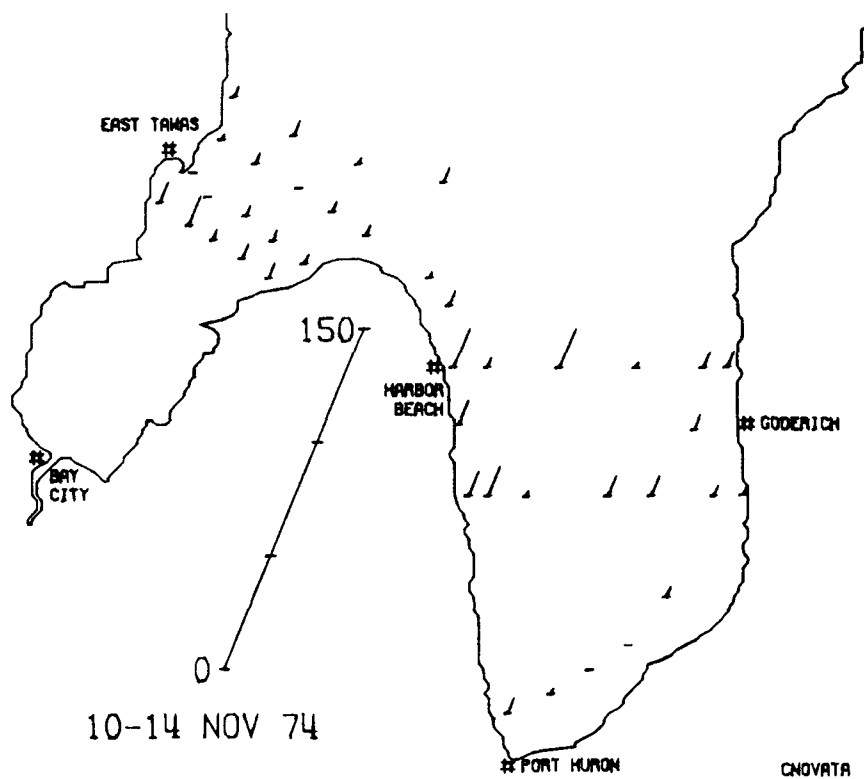 EAST TAWAS
150
HARBOR
BEACH
GODERICH
BAY
CITY
0
10-14 NOV 74
PORT HURON
CNOVATA